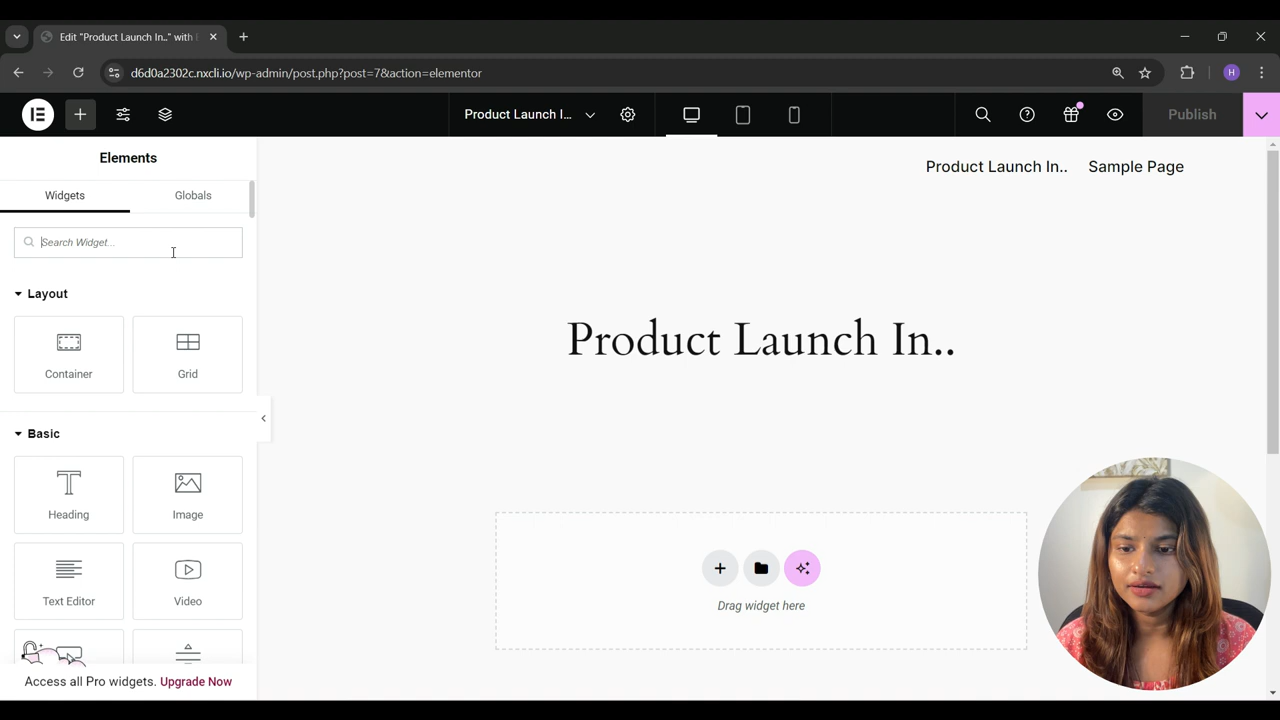 Edit "Product Launch In.." with E
d6d0a2302c.nxcli.io/wp-admin/post.php?post=7&action=elementor
H
Product Launch I...
Publish
Elements
Widgets
Globals
Search Widget...
Layout
Container
Grid
Basic
Heading
Image
Text Editor
Video
Access all Pro widgets. Upgrade Now
Product Launch In.. Sample Page
Product Launch In..
Drag widget here